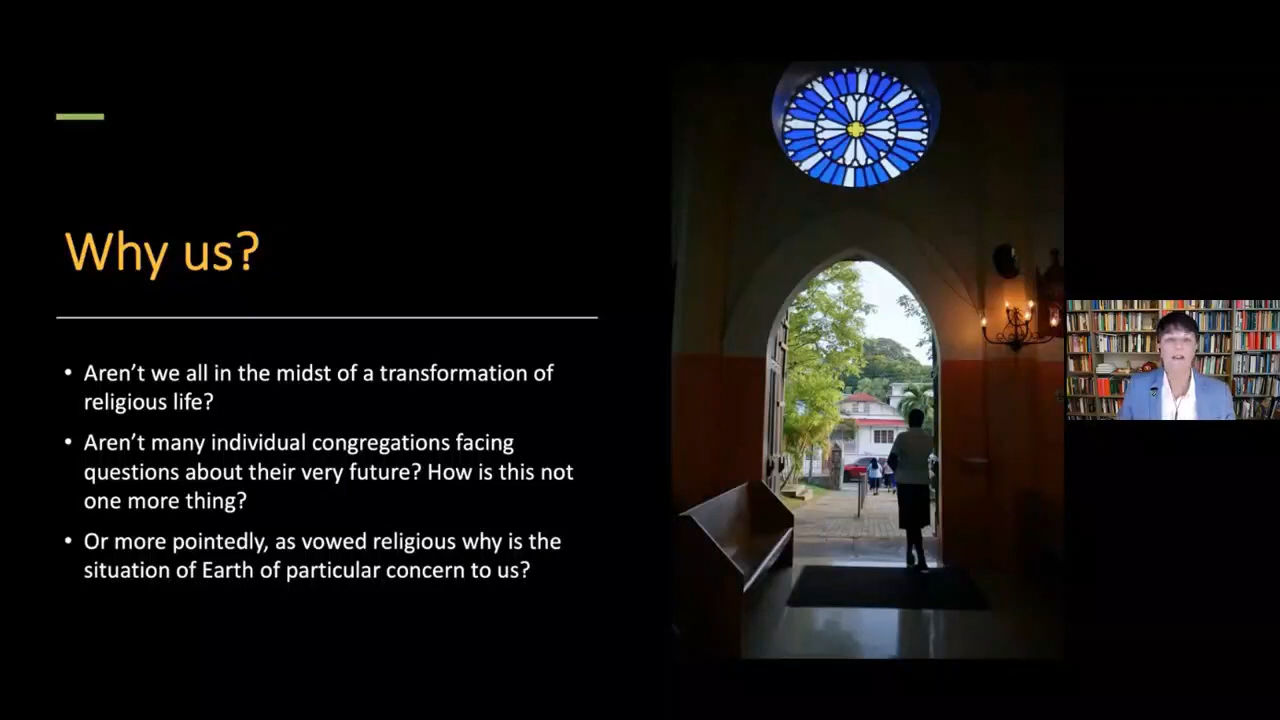 Why us?
• Aren’t we all in the midst of a transformation of
religious life?
• Aren’t many individual congregations facing
questions about their very future? How is this not
one more thing?
• Or more pointedly, as vowed religious why is the
situation of Earth of particular concern to us?